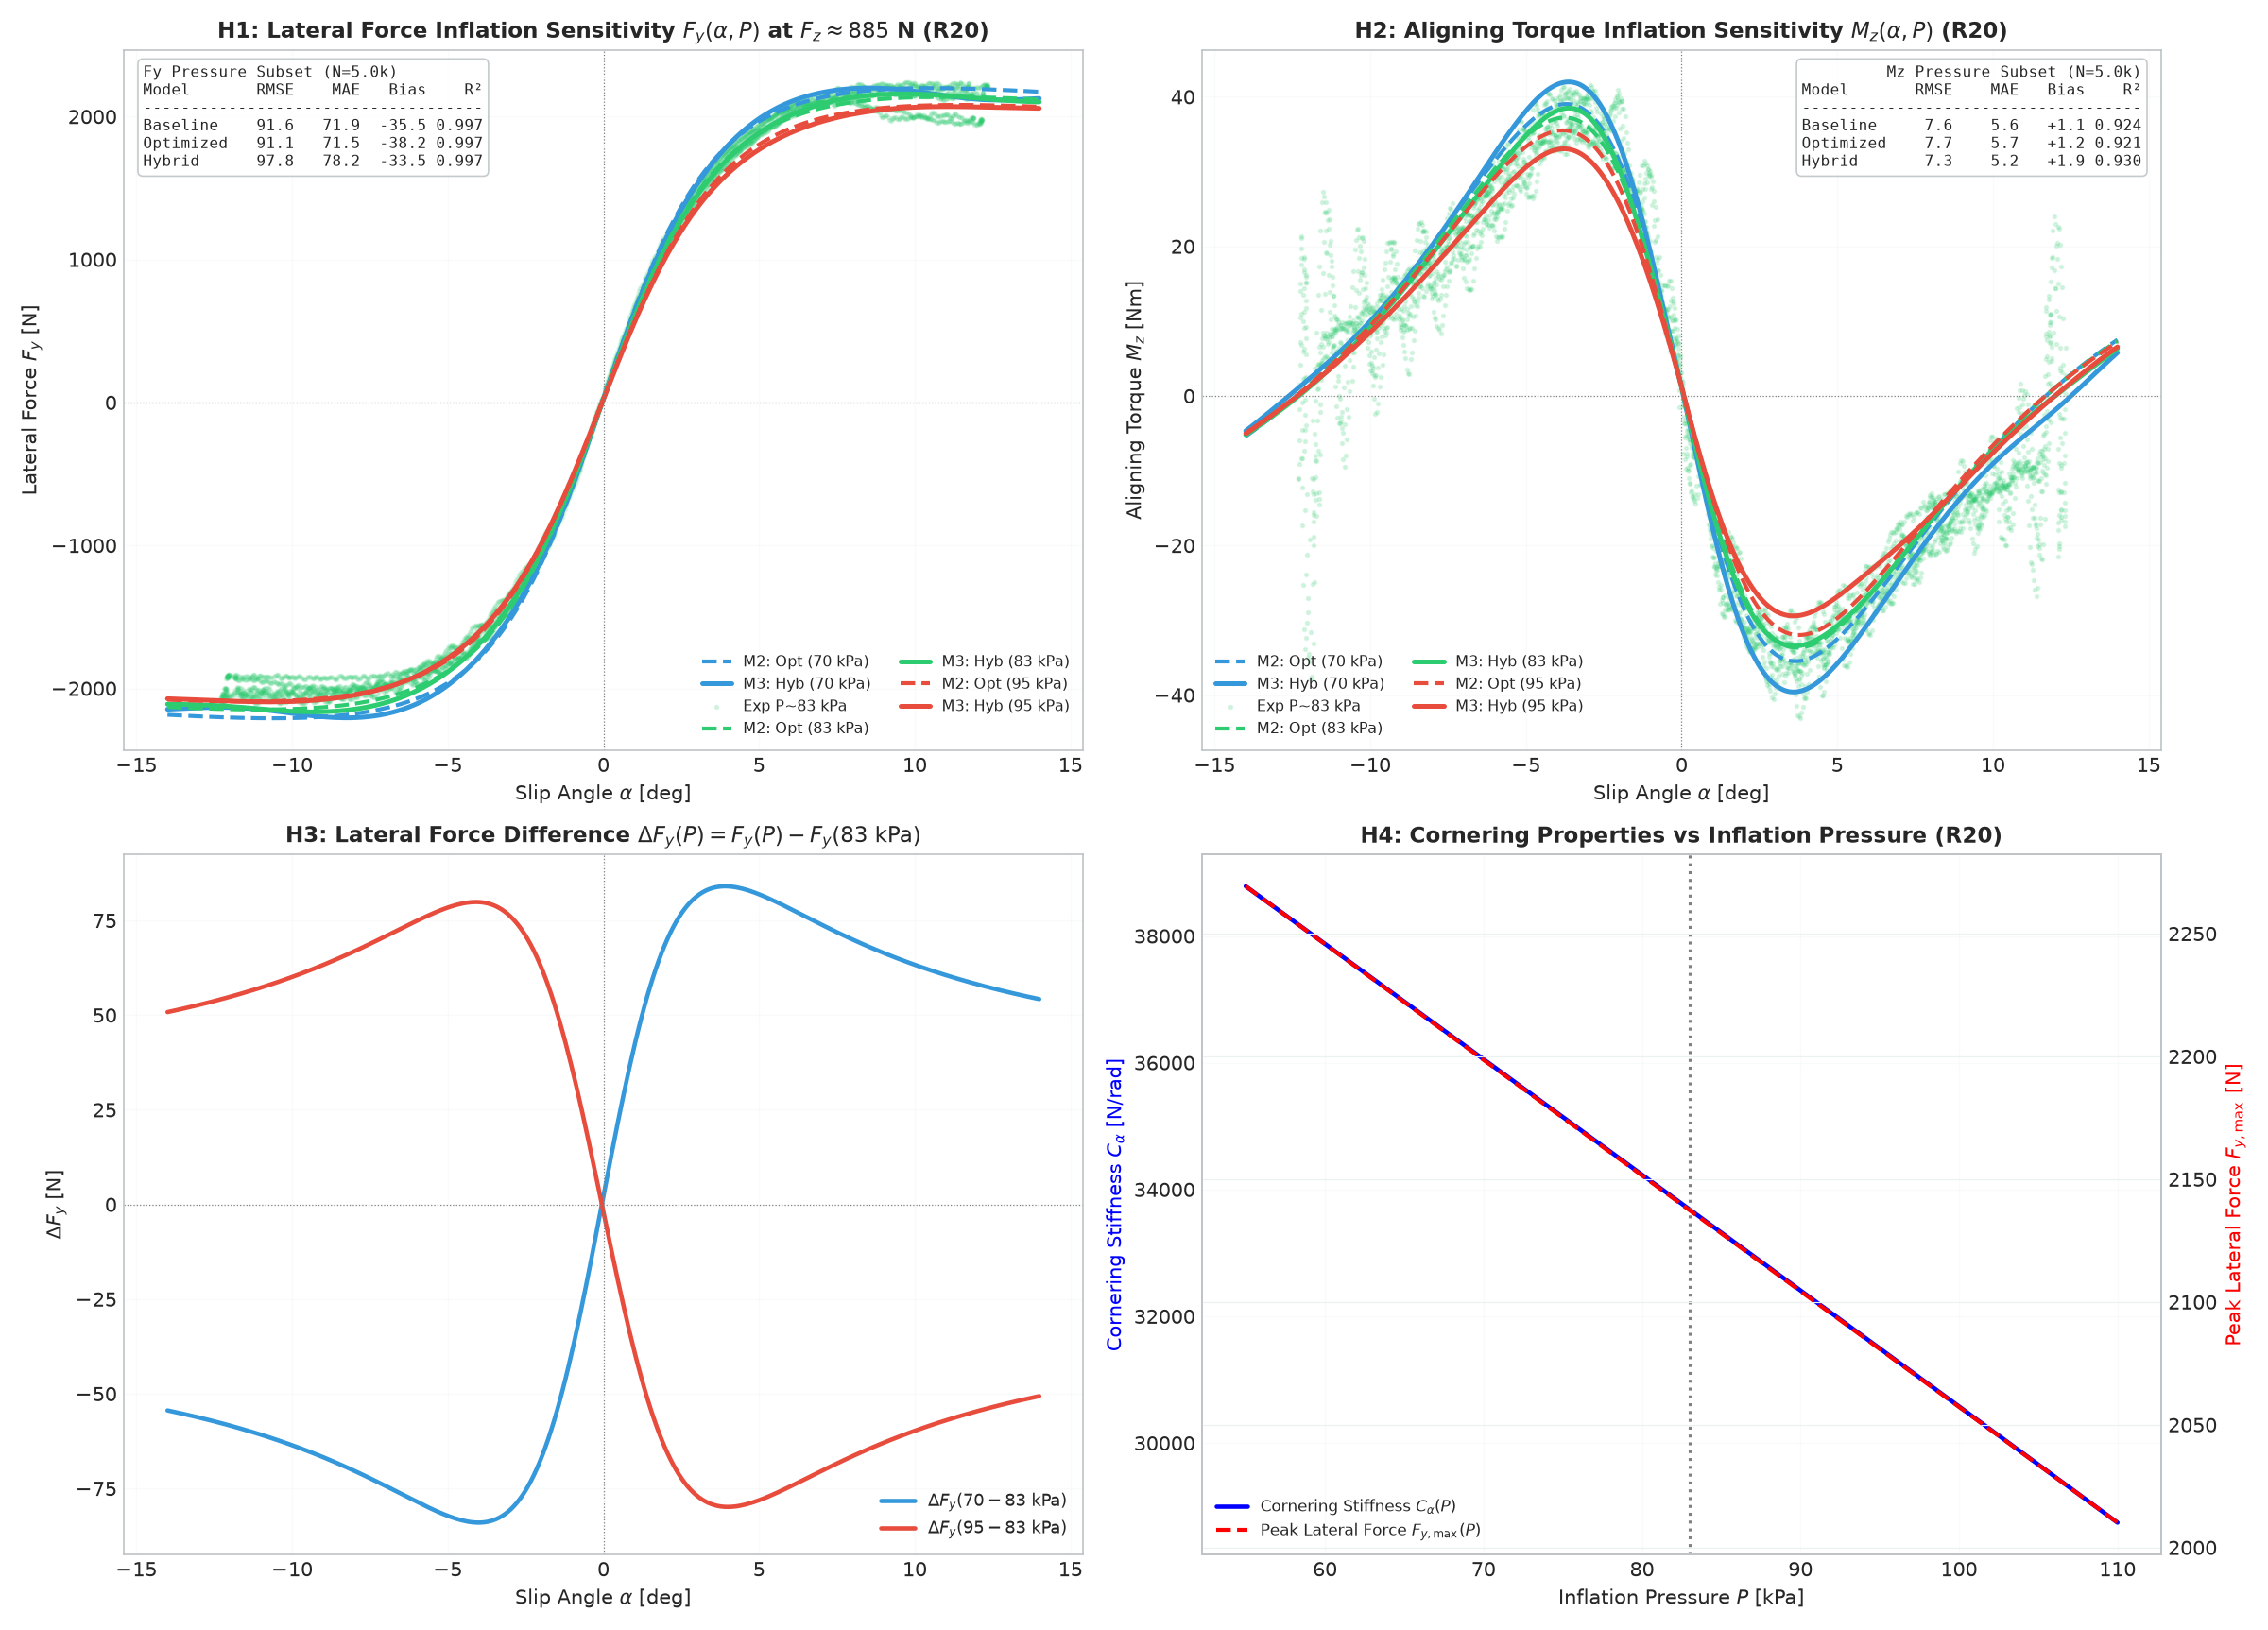 H1: Lateral Force Inflation Sensitivity $F_y(\alpha, P)$ at $F_z \approx 885$ N (R20)
Fy Pressure Subset (N=5.0k)
Model RMSE MAE Bias R²
------------------------------------
Baseline 91.6 71.9 -35.5 0.997
Optimized 91.1 71.5 -38.2 0.997
Hybrid 97.8 78.2 -33.5 0.997
Lateral Force $F_y$ [N]
2000
1000
0
−1000
−2000
M2: Opt (70 kPa)
M3: Hyb (70 kPa)
Exp P~83 kPa
M2: Opt (83 kPa)
M3: Hyb (83 kPa)
M2: Opt (95 kPa)
M3: Hyb (95 kPa)
−15 −10 −5 0 5 10 15
Slip Angle α [deg]
H2: Aligning Torque Inflation Sensitivity $M_z(\alpha, P)$ (R20)
Mz Pressure Subset (N=5.0k)
Model RMSE MAE Bias R²
------------------------------------
Baseline 7.6 5.6 +1.1 0.924
Optimized 7.7 5.7 +1.2 0.921
Hybrid 7.3 5.2 +1.9 0.930
Aligning Torque $M_z$ [Nm]
40
20
0
−20
−40
M2: Opt (70 kPa)
M3: Hyb (70 kPa)
Exp P~83 kPa
M2: Opt (83 kPa)
M3: Hyb (83 kPa)
M2: Opt (95 kPa)
M3: Hyb (95 kPa)
−15 −10 −5 0 5 10 15
Slip Angle α [deg]
H3: Lateral Force Difference $\Delta F_y(P) = F_y(P) - F_y(83$ kPa)
ΔF_y [N]
75
50
25
0
−25
−50
−75
ΔF_y(70 − 83 kPa)
ΔF_y(95 − 83 kPa)
−15 −10 −5 0 5 10 15
Slip Angle α [deg]
H4: Cornering Properties vs Inflation Pressure (R20)
Cornering Stiffness $C_\alpha$ [N/rad]
38000
36000
34000
32000
30000
Peak Lateral Force $F_{y,\max}$ [N]
2250
2200
2150
2100
2050
2000
Cornering Stiffness $C_\alpha(P)$
Peak Lateral Force $F_{y,\max}(P)$
60 70 80 90 100 110
Inflation Pressure P [kPa]